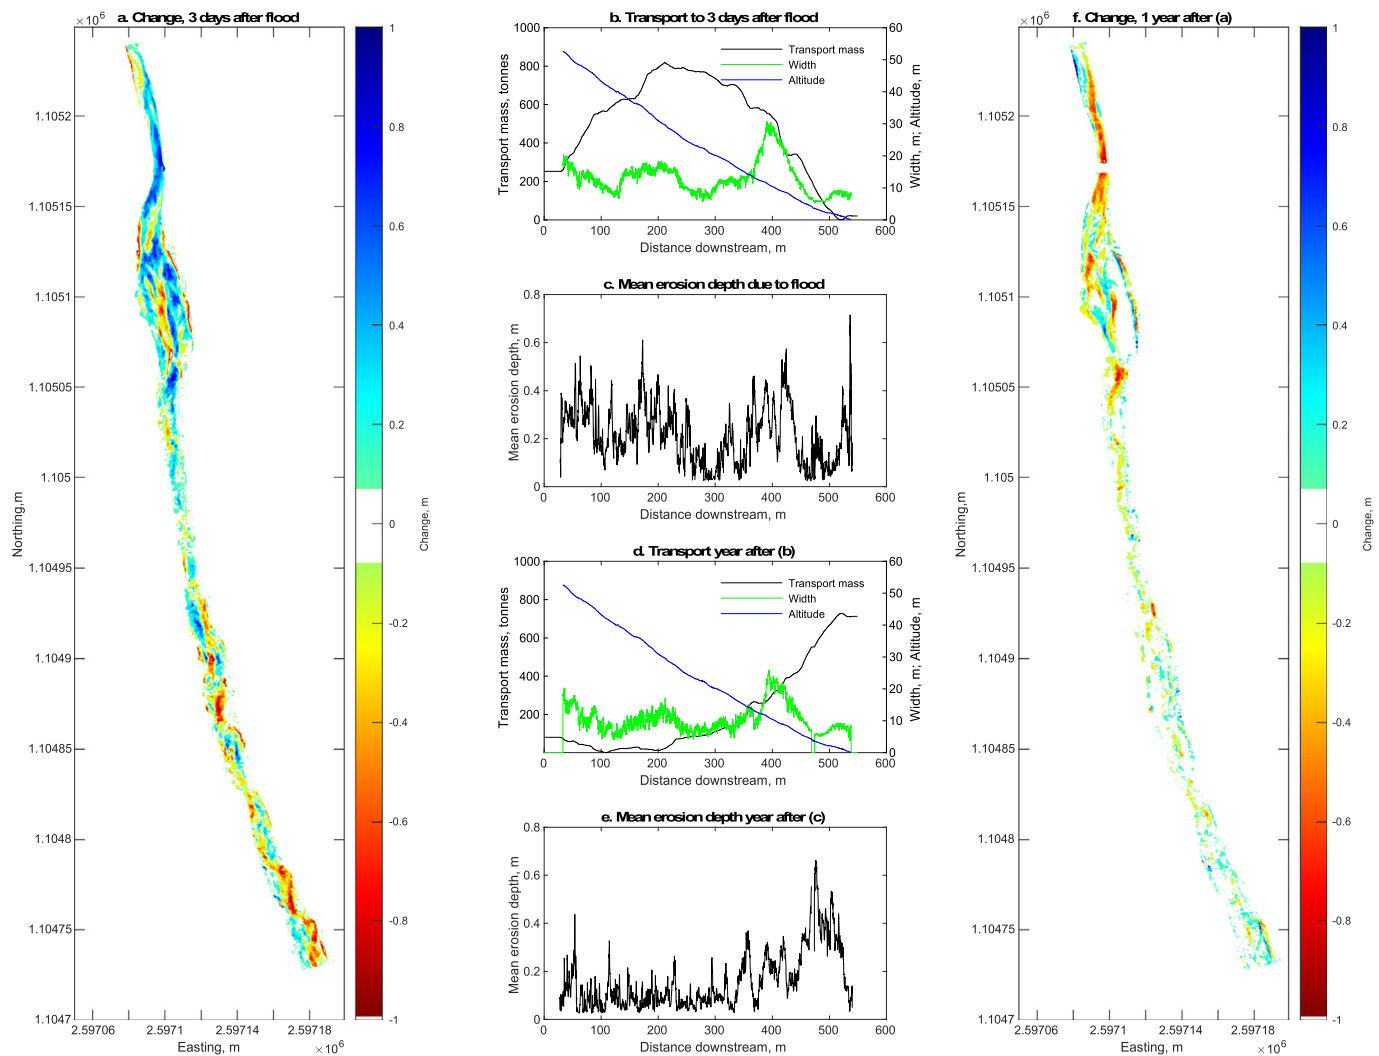 a. Change, 3 days after flood
×10⁶
1.1052
1.10515
1.1051
1.10505
1.105
1.10495
1.1049
1.10485
1.1048
1.10475
1.1047
Northing,m
2.59706
2.5971
2.59714
2.59718
Easting, m
×10⁶
1
0.8
0.6
0.4
0.2
0
-0.2
-0.4
-0.6
-0.8
-1
Change, m
b. Transport to 3 days after flood
1000
800
600
400
200
0
Transport mass, tonnes
Transport mass
Width
Altitude
60
50
40
30
20
10
0
Width, m; Altitude, m
0 100 200 300 400 500 600
Distance downstream, m
c. Mean erosion depth due to flood
0.8
0.6
0.4
0.2
0
Mean erosion depth, m
0 100 200 300 400 500 600
Distance downstream, m
d. Transport year after (b)
1000
800
600
400
200
Transport mass, tonnes
Transport mass
Width
Altitude
60
50
40
30
20
10
0
Width, m; Altitude, m
0 100 200 300 400 500 600
Distance downstream, m
e. Mean erosion depth year after (c)
0.8
0.6
0.4
0.2
0
Mean erosion depth, m
0 100 200 300 400 500 600
Distance downstream, m
f. Change, 1 year after (a)
×10⁶
1.1052
1.10515
1.1051
1.10505
1.105
1.10495
1.1049
1.10485
1.1048
1.10475
1.1047
Northing,m
2.59706
2.5971
2.59714
2.59718
Easting, m
×10⁶
1
0.8
0.6
0.4
0.2
0
-0.2
-0.4
-0.6
-0.8
-1
Change, m